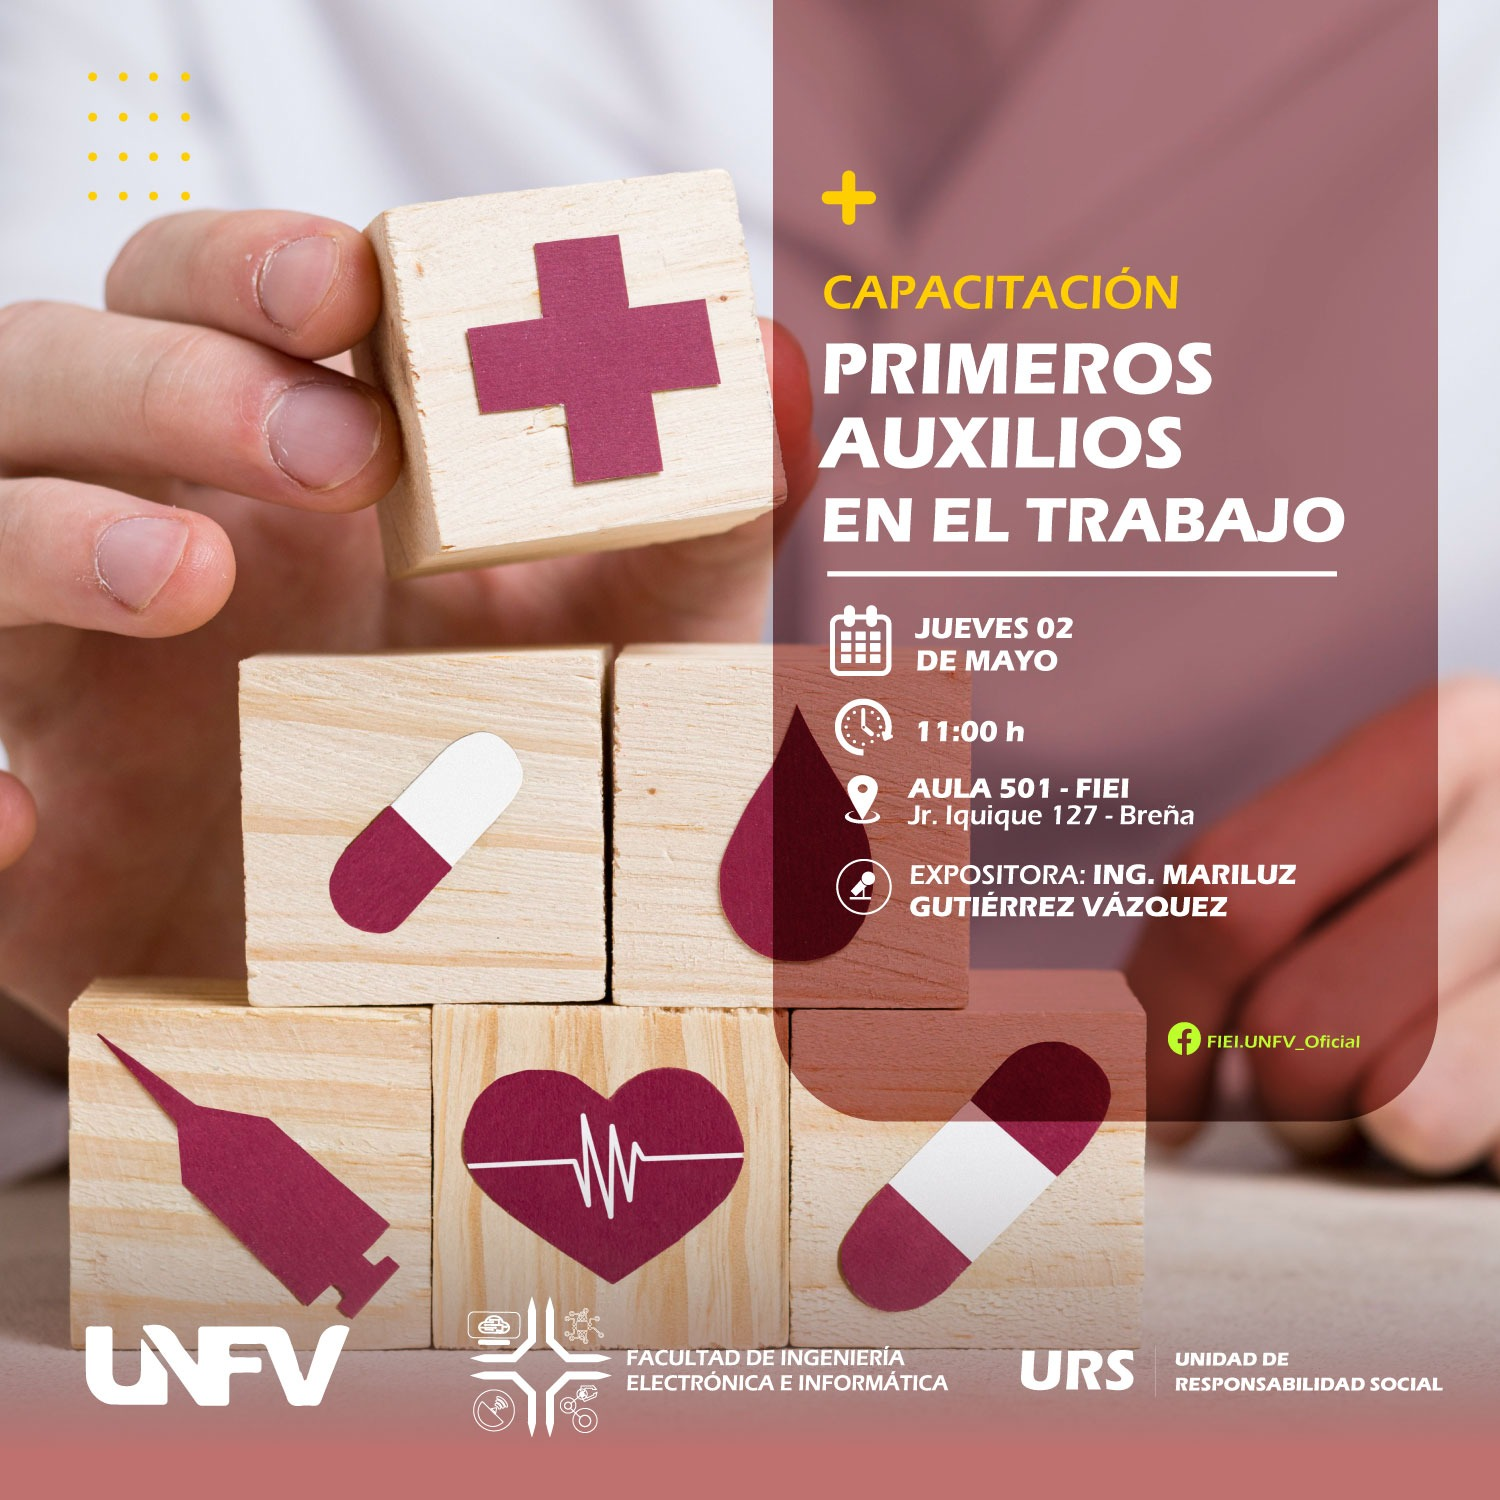 CAPACITACIÓN
PRIMEROS
AUXILIOS
EN EL TRABAJO
JUEVES 02
DE MAYO
11:00 h
AULA 501 - FIEI
Jr. Iquique 127 - Breña
EXPOSITORA: ING. MARILUZ
GUTIÉRREZ VÁZQUEZ
FIEI.UNFV_Oficial
UNFV
FACULTAD DE INGENIERÍA
ELECTRÓNICA E INFORMÁTICA
URS
UNIDAD DE
RESPONSABILIDAD SOCIAL